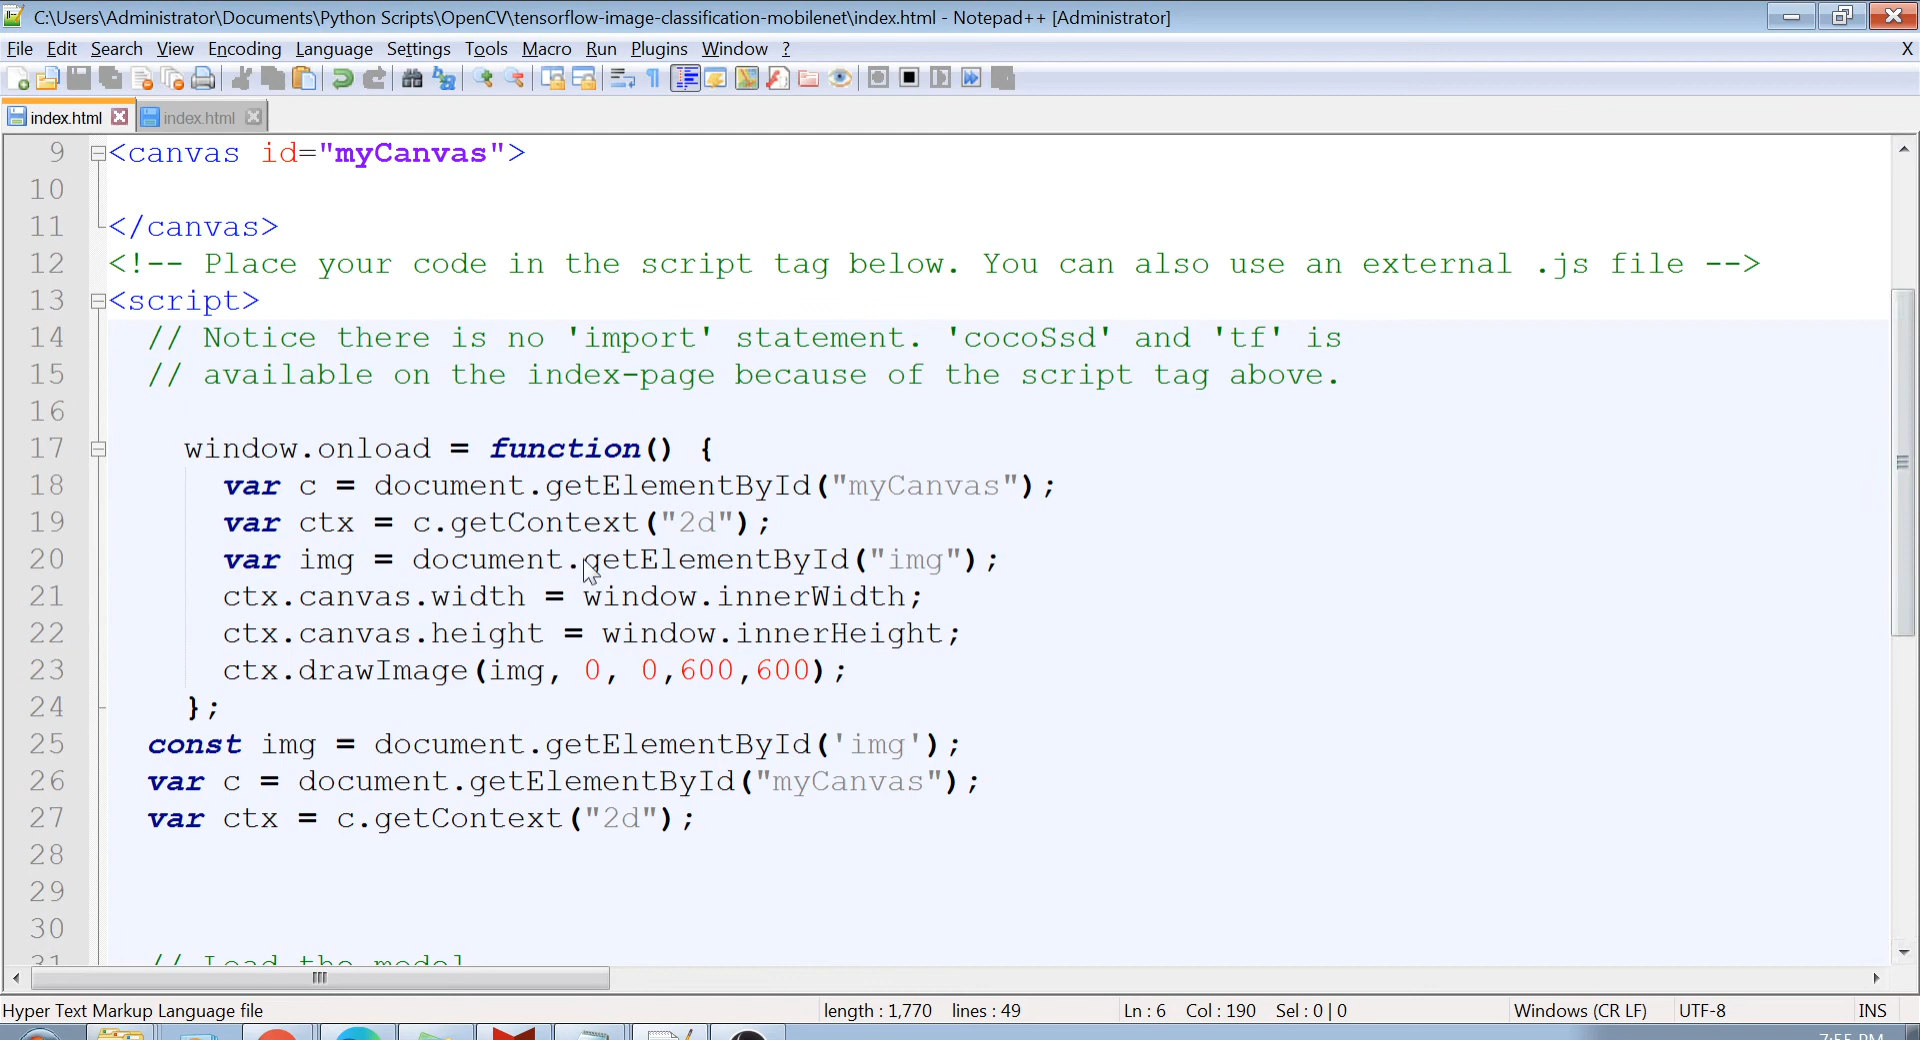 C:\Users\Administrator\Documents\Python Scripts\OpenCV\tensorflow-image-classification-mobilenet\index.html - Notepad++ [Administrator]
File Edit Search View Encoding Language Settings Tools Macro Run Plugins Window ? X
index.html index.html
9 <canvas id="myCanvas">
10
11 </canvas>
12 <!-- Place your code in the script tag below. You can also use an external .js file -->
13 <script>
14 // Notice there is no 'import' statement. 'cocoSsd' and 'tf' is
15 // available on the index-page because of the script tag above.
16
17 window.onload = function() {
18 var c = document.getElementById("myCanvas");
19 var ctx = c.getContext("2d");
20 var img = document.getElementById("img");
21 ctx.canvas.width = window.innerWidth;
22 ctx.canvas.height = window.innerHeight;
23 ctx.drawImage(img, 0, 0,600,600);
24 };
25 const img = document.getElementById('img');
26 var c = document.getElementById("myCanvas");
27 var ctx = c.getContext("2d");
28
29
30
31 // Load the model
Hyper Text Markup Language file length : 1,770 lines : 49 Ln : 6 Col : 190 Sel : 0 | 0 Windows (CR LF) UTF-8 INS
7:55 PM